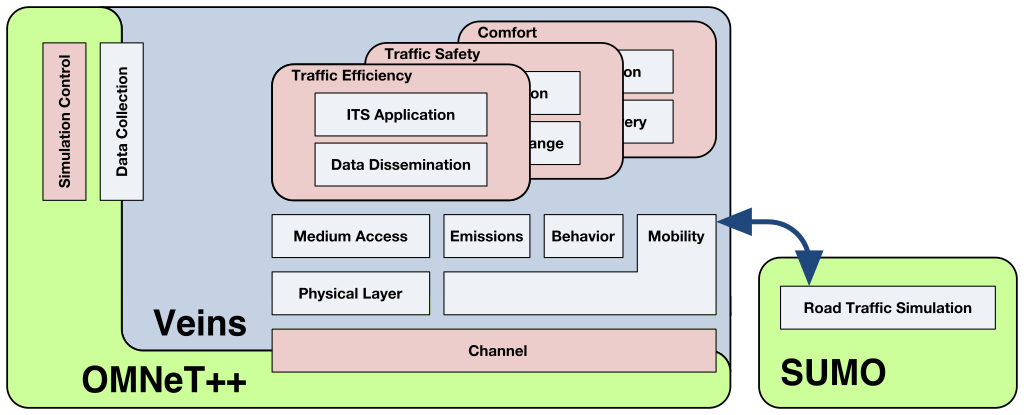 Comfort
Traffic Safety
Traffic Efficiency
on
ITS Application
on
ery
Data Dissemination
ange
Simulation Control
Data Collection
Medium Access
Emissions
Behavior
Mobility
Physical Layer
Road Traffic Simulation
Veins
Channel
OMNeT++
SUMO